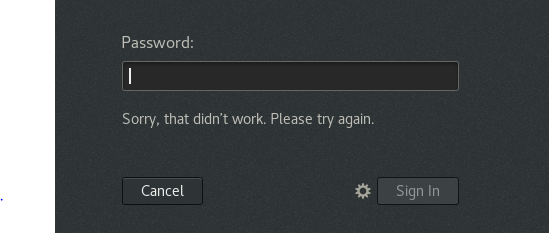 Password:
Sorry, that didn't work. Please try again.
Cancel
Sign In
.